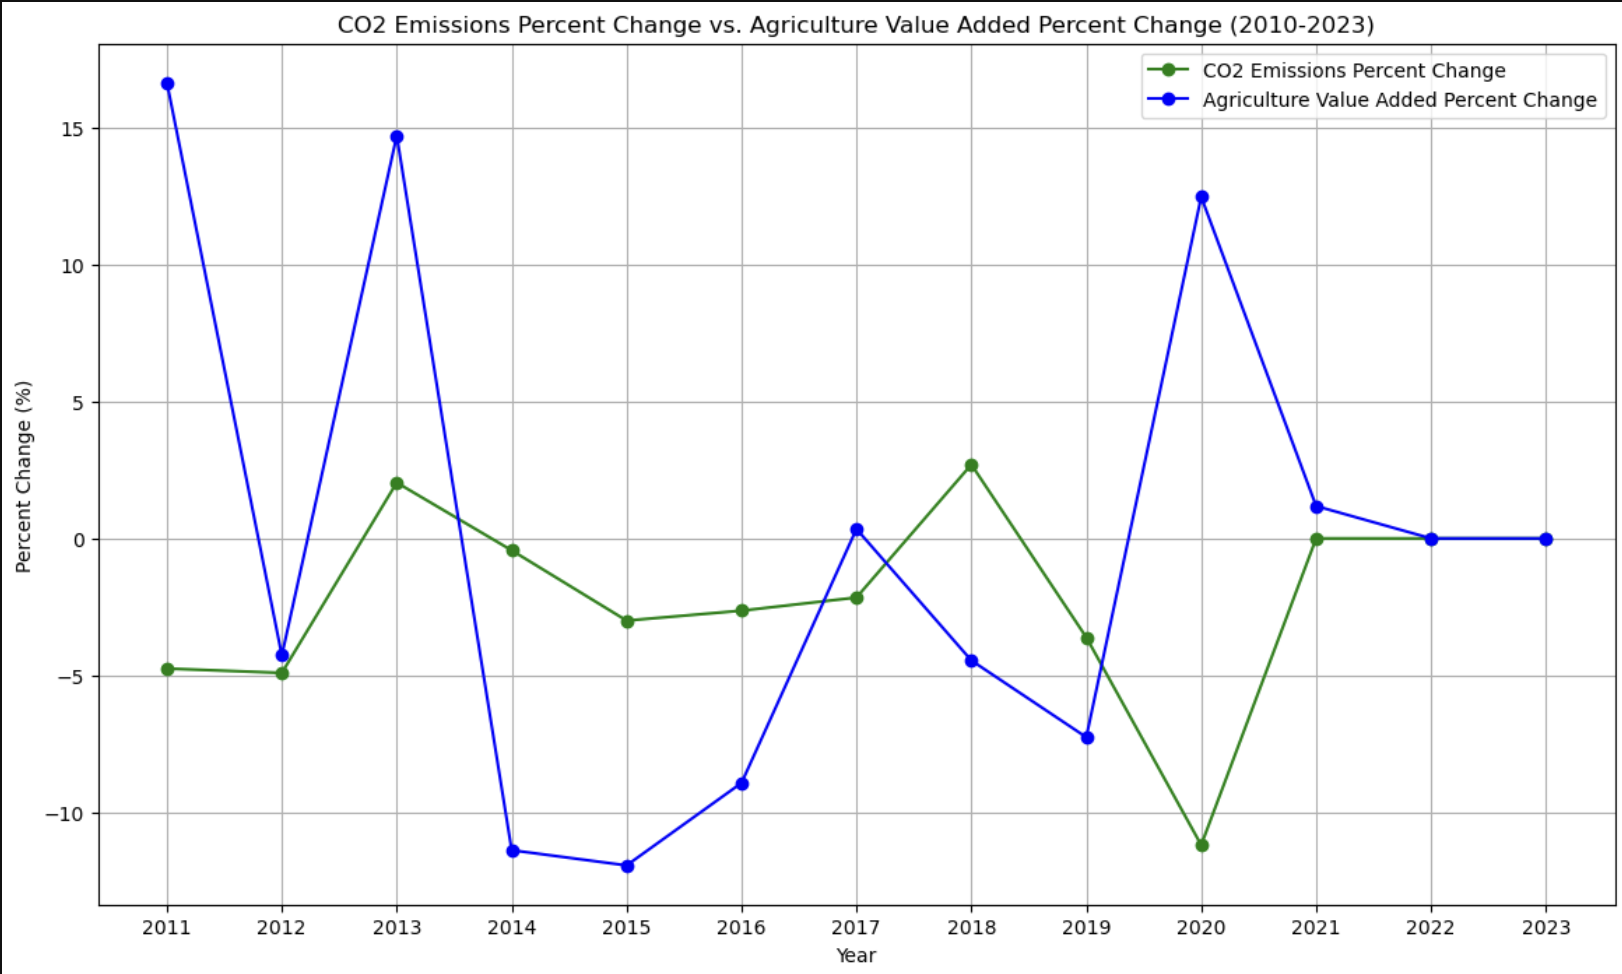 CO2 Emissions Percent Change vs. Agriculture Value Added Percent Change (2010-2023)
CO2 Emissions Percent Change
Agriculture Value Added Percent Change
Percent Change (%)
15
10
5
0
−5
−10
2011 2012 2013 2014 2015 2016 2017 2018 2019 2020 2021 2022 2023
Year